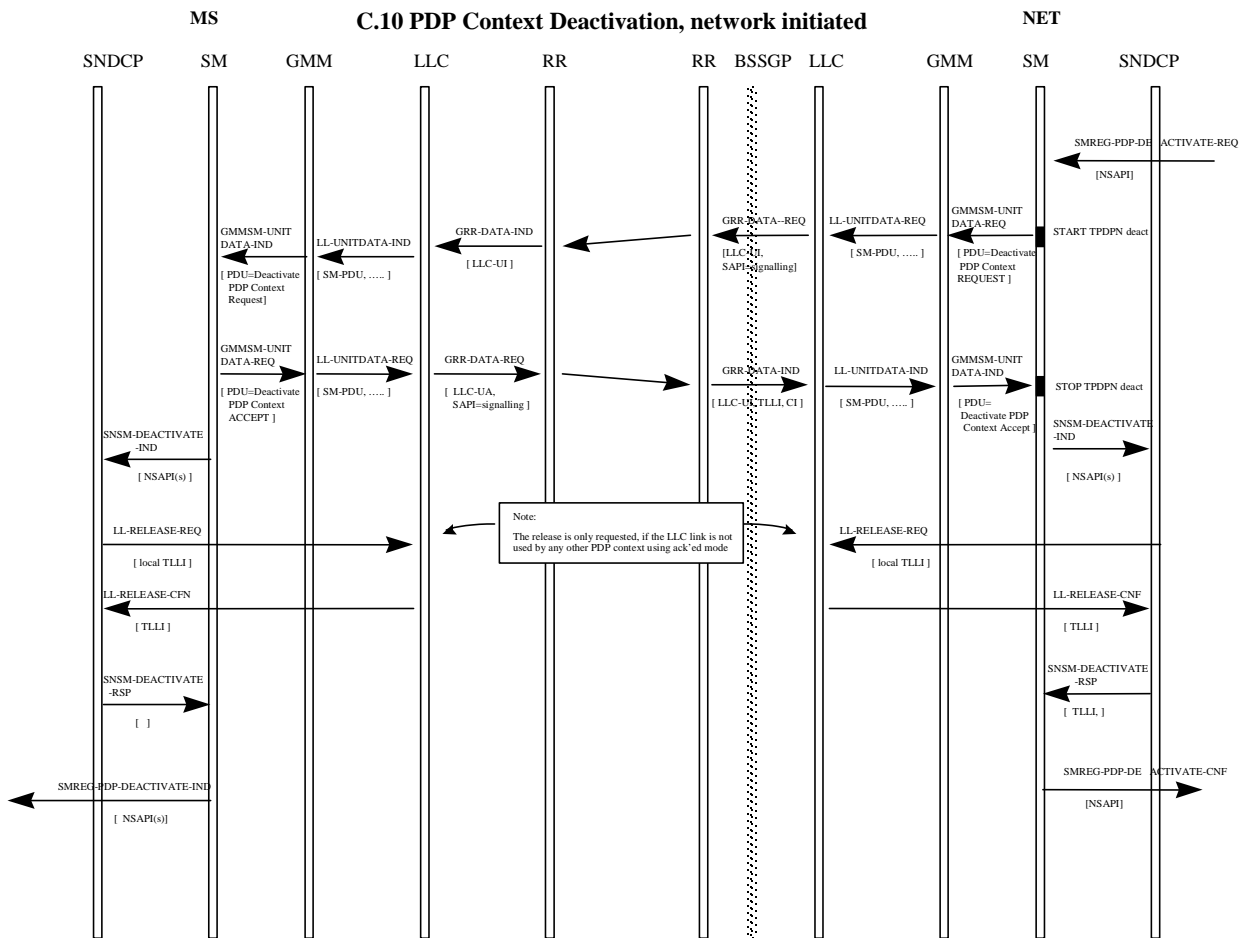 MS
C.10 PDP Context Deactivation, network initiated
NET
SNDCP SM GMM LLC RR RR BSSGP LLC GMM SM SNDCP
SMREG-PDP-DE ACTIVATE-REQ
[NSAPI]
GMMSM-UNIT
DATA-IND
[ PDU=Deactivate
PDP Context
Request]
LL-UNITDATA-IND
[ SM-PDU, ….. ]
GRR-DATA-IND
[ LLC-UI ]
GRR-DATA--REQ
[LLC-UI,
SAPI=signalling]
LL-UNITDATA-REQ
[ SM-PDU, ….. ]
GMMSM-UNIT
DATA-REQ
[ PDU=Deactivate
PDP Context
REQUEST ]
START TPDPN deact
GMMSM-UNIT
DATA-REQ
[ PDU=Deactivate
PDP Context
ACCEPT ]
LL-UNITDATA-REQ
[ SM-PDU, ….. ]
GRR-DATA-REQ
[ LLC-UA,
SAPI=signalling ]
GRR-DATA-IND
[ LLC-UI, TLLI, CI ]
LL-UNITDATA-IND
[ SM-PDU, ….. ]
GMMSM-UNIT
DATA-IND
[ PDU=
Deactivate PDP
Context Accept ]
STOP TPDPN deact
SNSM-DEACTIVATE
-IND
[ NSAPI(s) ]
SNSM-DEACTIVATE
-IND
[ NSAPI(s) ]
Note:
The release is only requested, if the LLC link is not
used by any other PDP context using ack'ed mode
LL-RELEASE-REQ
[ local TLLI ]
LL-RELEASE-REQ
[ local TLLI ]
LL-RELEASE-CFN
[ TLLI ]
LL-RELEASE-CNF
[ TLLI ]
SNSM-DEACTIVATE
-RSP
[ ]
SNSM-DEACTIVATE
-RSP
[ TLLI, ]
SMREG-PDP-DEACTIVATE-IND
[ NSAPI(s)]
SMREG-PDP-DE ACTIVATE-CNF
[NSAPI]